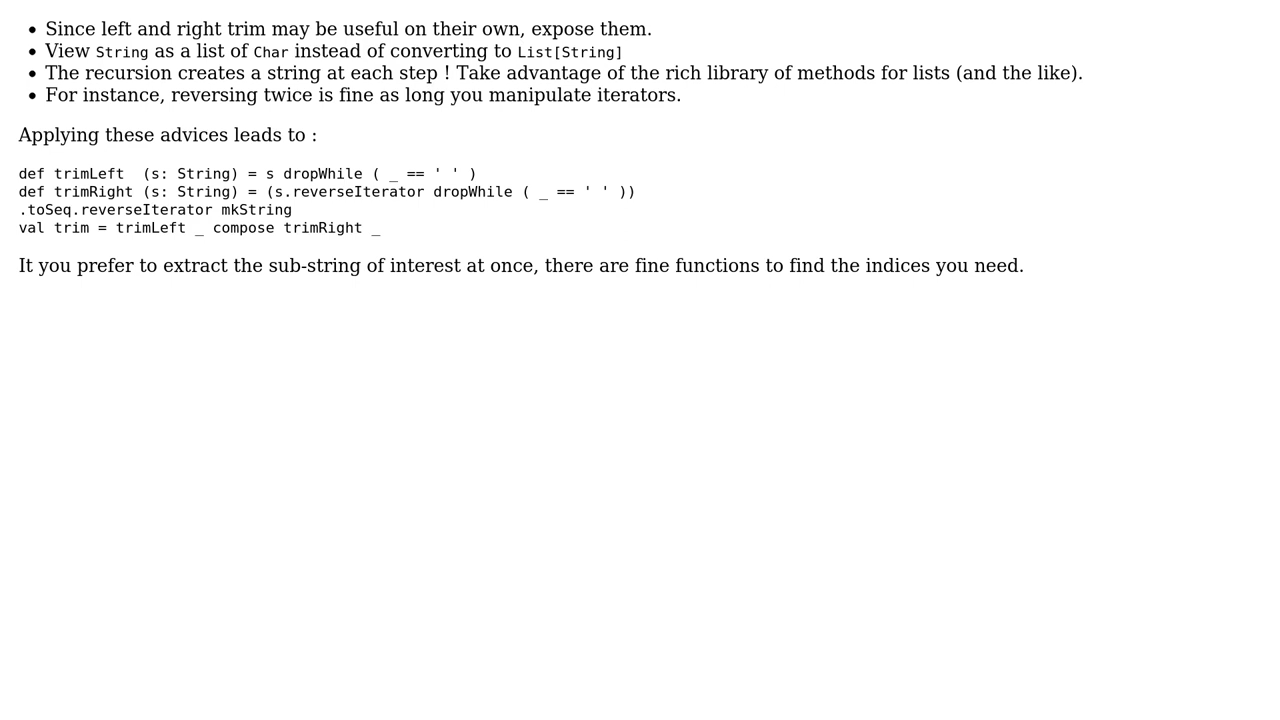 Since left and right trim may be useful on their own, expose them.
View String as a list of Char instead of converting to List[String]
The recursion creates a string at each step ! Take advantage of the rich library of methods for lists (and the like).
For instance, reversing twice is fine as long you manipulate iterators.
Applying these advices leads to :
def trimLeft  (s: String) = s dropWhile ( _ == ' ' )
def trimRight (s: String) = (s.reverseIterator dropWhile ( _ == ' ' ))
.toSeq.reverseIterator mkString
val trim = trimLeft _ compose trimRight _
It you prefer to extract the sub-string of interest at once, there are fine functions to find the indices you need.